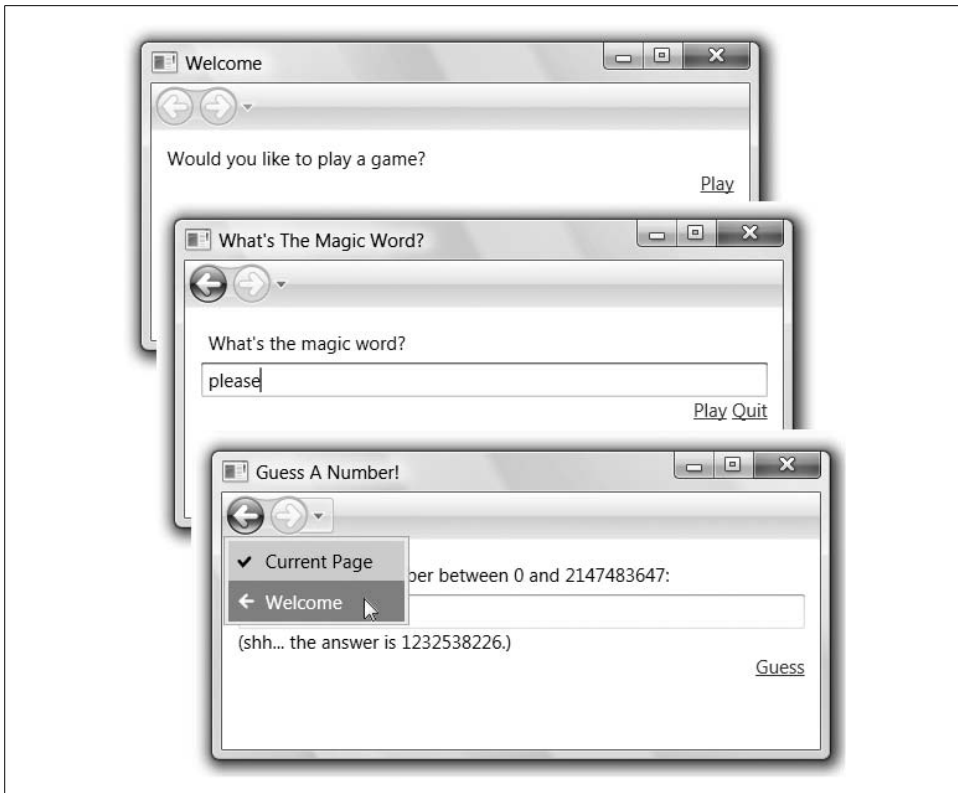 Welcome
Would you like to play a game?
Play
What's The Magic Word?
What's the magic word?
please
Play Quit
Guess A Number!
Current Page
ber between 0 and 2147483647:
Welcome
(shh... the answer is 1232538226.)
Guess